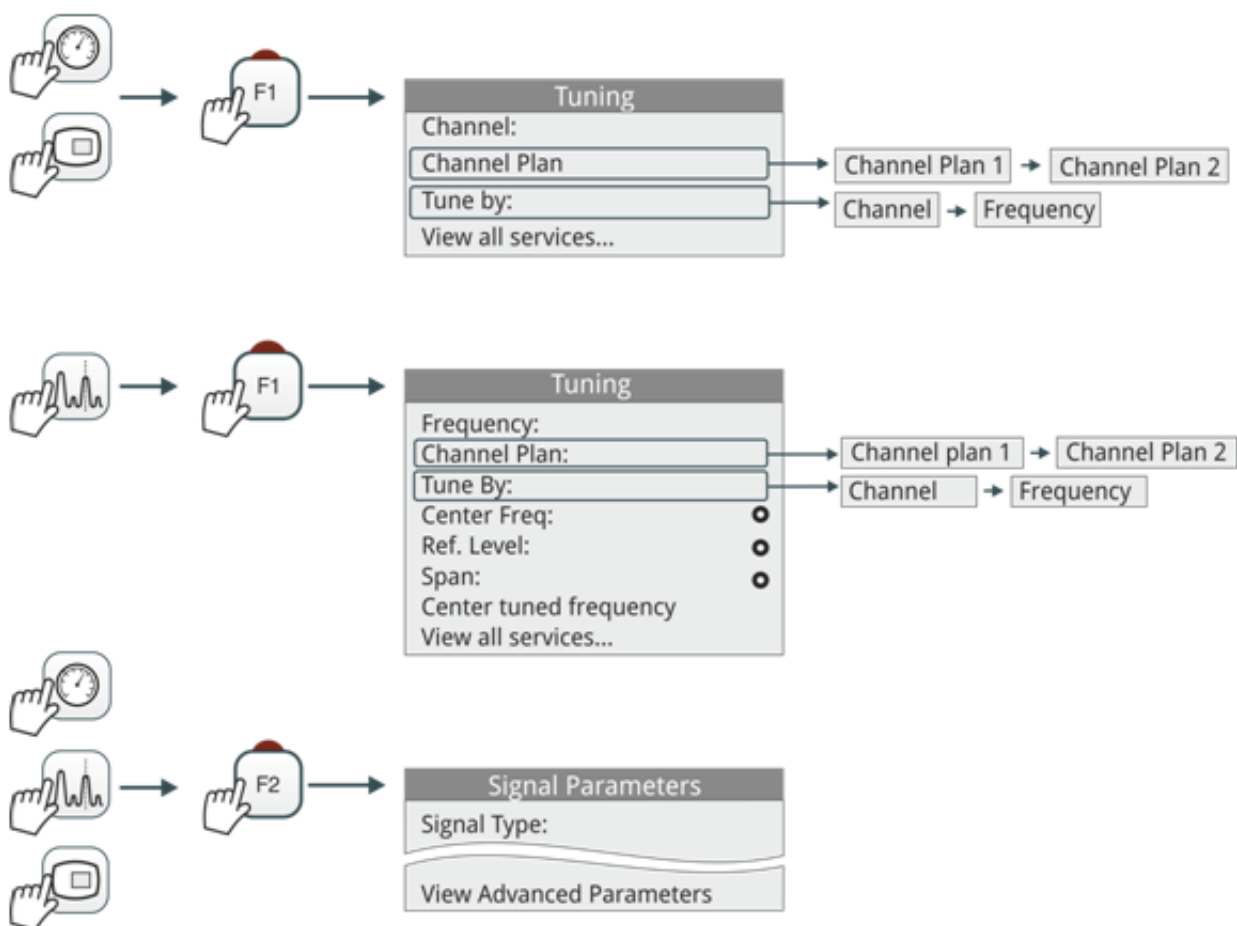 F1
Tuning
Channel:
Channel Plan
Channel Plan 1
Channel Plan 2
Tune by:
Channel
Frequency
View all services...
F1
Tuning
Frequency:
Channel Plan:
Channel plan 1
Channel Plan 2
Tune By:
Channel
Frequency
Center Freq:
Ref. Level:
Span:
Center tuned frequency
View all services...
F2
Signal Parameters
Signal Type:
View Advanced Parameters